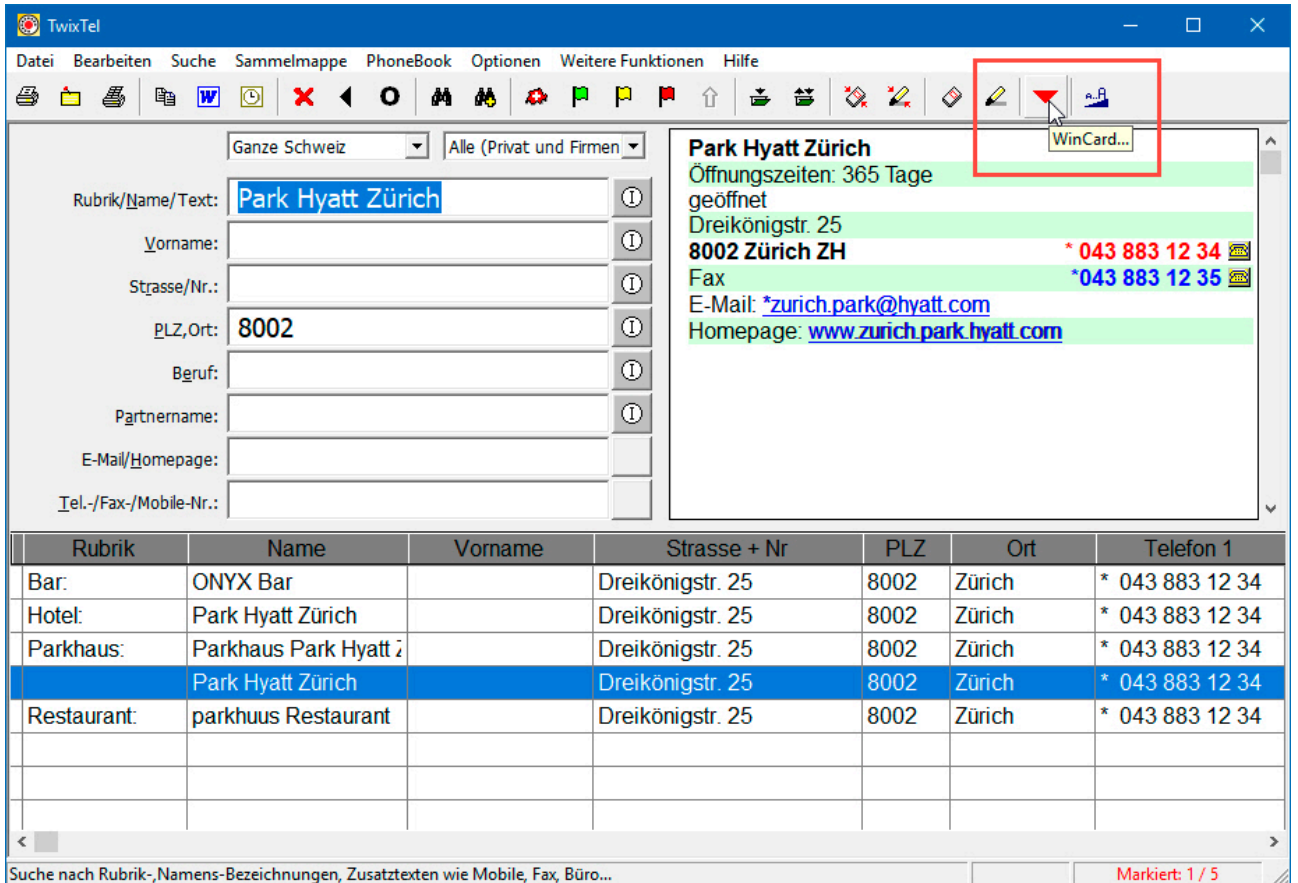 TwixTel
Datei Bearbeiten Suche Sammelmappe PhoneBook Optionen Weitere Funktionen Hilfe
WinCard...
Ganze Schweiz Alle (Privat und Firmen
Rubrik/Name/Text: Park Hyatt Zürich
Vorname:
Strasse/Nr.:
PLZ,Ort: 8002
Beruf:
Partnername:
E-Mail/Homepage:
Tel.-/Fax-/Mobile-Nr.:
Park Hyatt Zürich
Öffnungszeiten: 365 Tage
geöffnet
Dreikönigstr. 25
8002 Zürich ZH * 043 883 12 34
Fax *043 883 12 35
E-Mail: *zurich.park@hyatt.com
Homepage: www.zurich.park.hyatt.com
Rubrik Name Vorname Strasse + Nr PLZ Ort Telefon 1
Bar: ONYX Bar Dreikönigstr. 25 8002 Zürich * 043 883 12 34
Hotel: Park Hyatt Zürich Dreikönigstr. 25 8002 Zürich * 043 883 12 34
Parkhaus: Parkhaus Park Hyatt Z Dreikönigstr. 25 8002 Zürich * 043 883 12 34
Park Hyatt Zürich Dreikönigstr. 25 8002 Zürich * 043 883 12 34
Restaurant: parkhuus Restaurant Dreikönigstr. 25 8002 Zürich * 043 883 12 34
Suche nach Rubrik-,Namens-Bezeichnungen, Zusatztexten wie Mobile, Fax, Büro... Markiert: 1 / 5